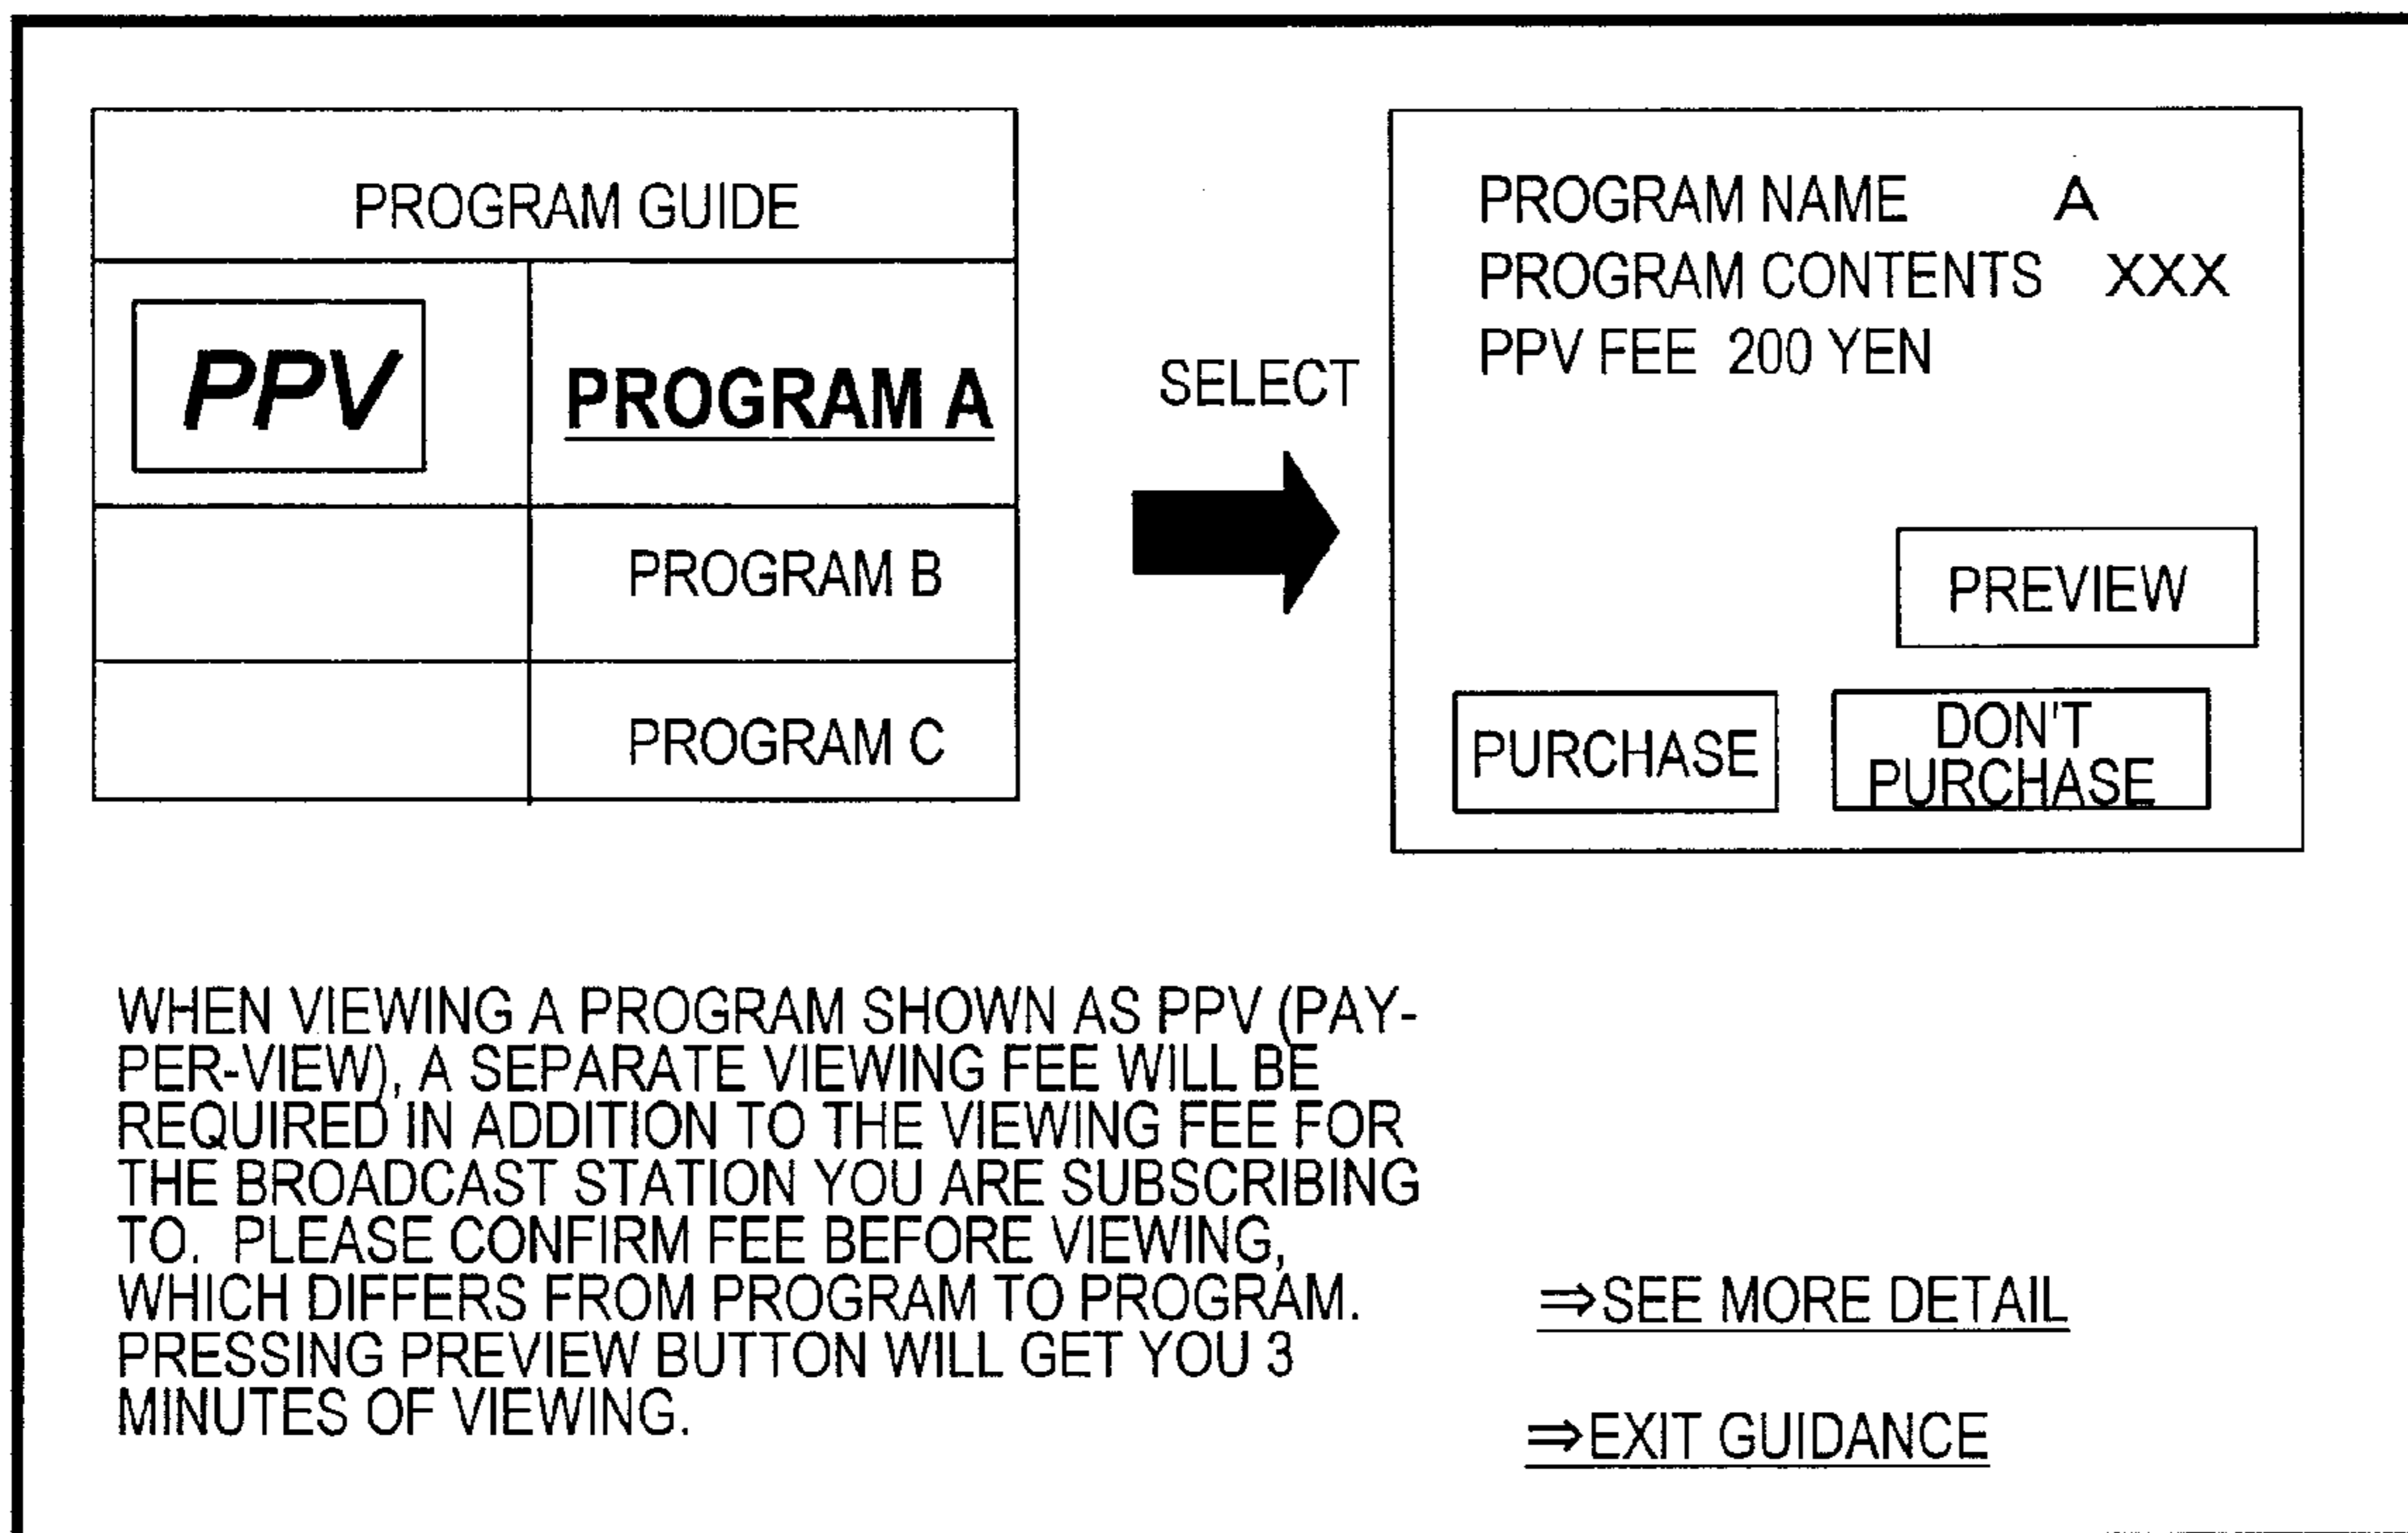 PROGRAM GUIDE
PPV
PROGRAM A
PROGRAM B
PROGRAM C
SELECT
PROGRAM NAME A
PROGRAM CONTENTS XXX
PPV FEE 200 YEN
PREVIEW
PURCHASE
DON'T
PURCHASE
WHEN VIEWING A PROGRAM SHOWN AS PPV (PAY-
PER-VIEW), A SEPARATE VIEWING FEE WILL BE
REQUIRED IN ADDITION TO THE VIEWING FEE FOR
THE BROADCAST STATION YOU ARE SUBSCRIBING
TO. PLEASE CONFIRM FEE BEFORE VIEWING,
WHICH DIFFERS FROM PROGRAM TO PROGRAM.
PRESSING PREVIEW BUTTON WILL GET YOU 3
MINUTES OF VIEWING.
⇒SEE MORE DETAIL
⇒EXIT GUIDANCE